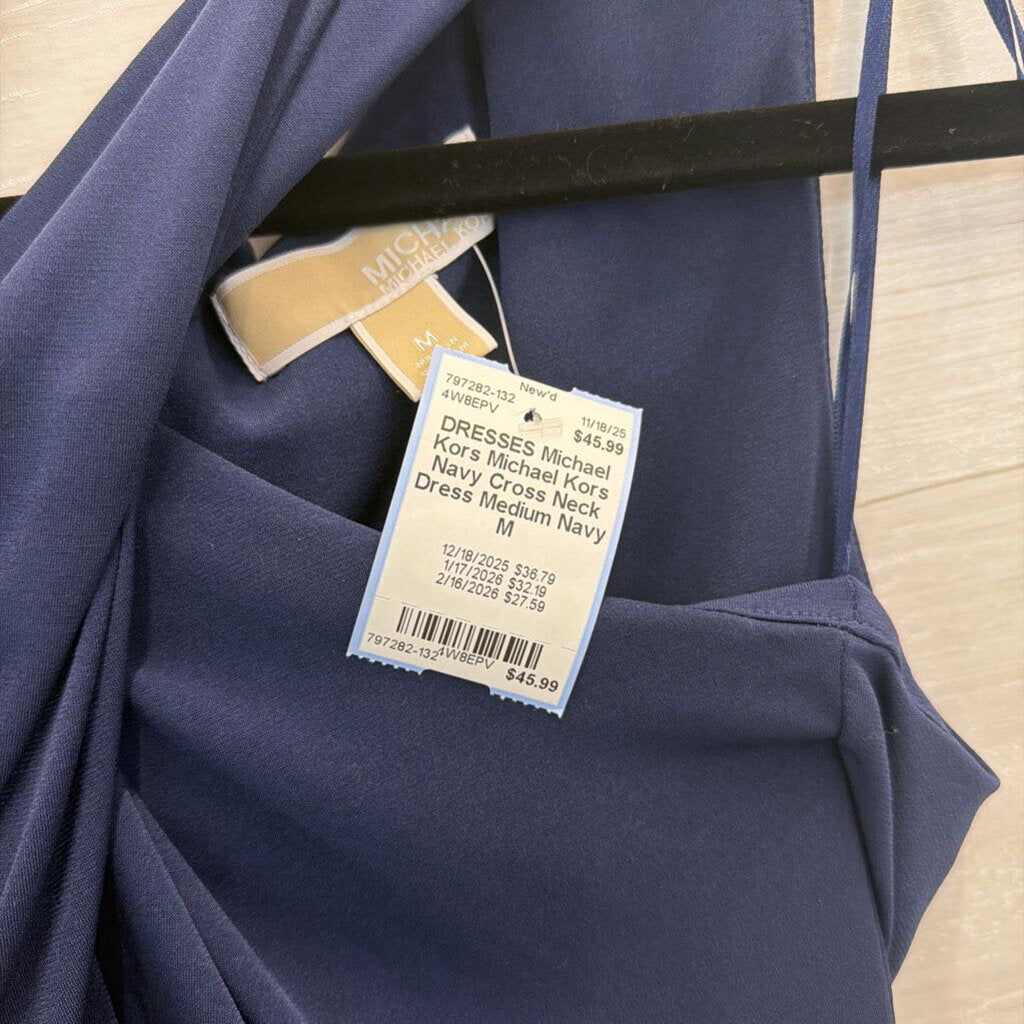 MICHA
MICHAEL KOR
M
797282-132 New'd
4W8EPV 11/18/25
$45.99
DRESSES Michael
Kors Michael Kors
Navy Cross Neck
Dress Medium Navy
M
12/18/2025 $36.79
1/17/2026 $32.19
2/16/2026 $27.59
797282-132 4W8EPV $45.99